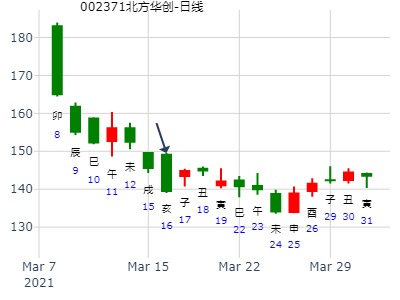 002371北方华创-日线
180
170
160
150
140
130
卯
8
辰
9
巳
10
午
11
未
12
戌
15
亥
16
子
17
丑
18
寅
19
巳
22
午
23
未
24
申
25
酉
26
子
29
丑
30
寅
31
Mar 7
2021
Mar 15
Mar 22
Mar 29